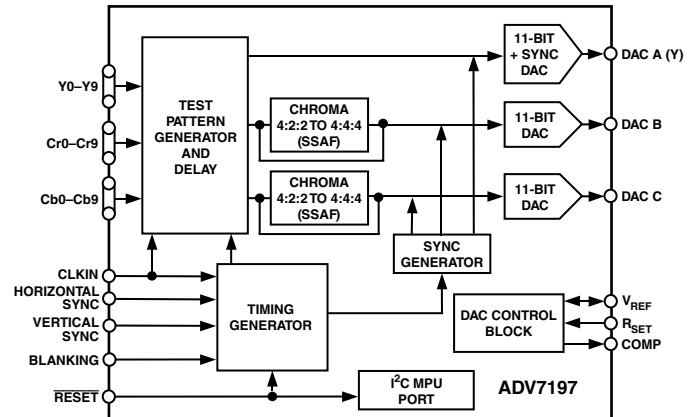 Y0–Y9
Cr0–Cr9
Cb0–Cb9
CLKIN
HORIZONTAL
SYNC
VERTICAL
SYNC
BLANKING
RESET
TEST
PATTERN
GENERATOR
AND
DELAY
CHROMA
4:2:2 TO 4:4:4
(SSAF)
CHROMA
4:2:2 TO 4:4:4
(SSAF)
TIMING
GENERATOR
SYNC
GENERATOR
I²C MPU
PORT
11-BIT
+ SYNC
DAC
11-BIT
DAC
11-BIT
DAC
DAC CONTROL
BLOCK
ADV7197
DAC A (Y)
DAC B
DAC C
VREF
RSET
COMP